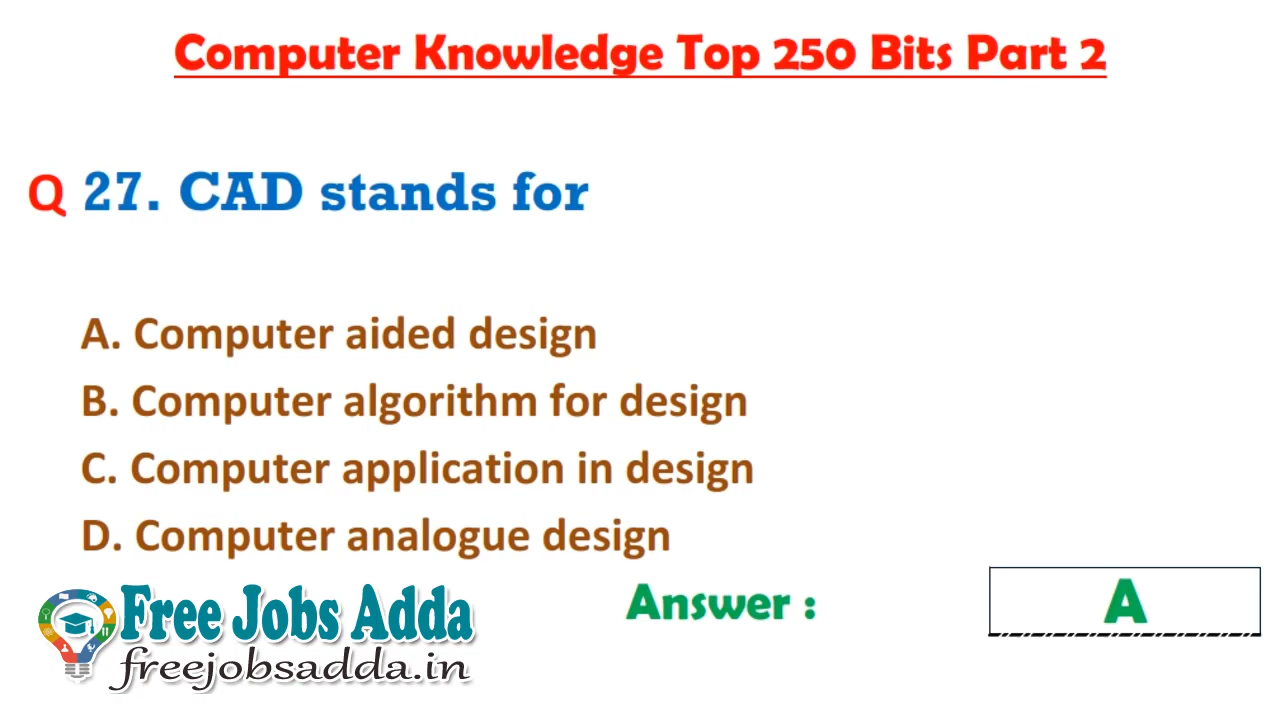 Computer Knowledge Top 250 Bits Part 2
Q 27. CAD stands for
A. Computer aided design
B. Computer algorithm for design
C. Computer application in design
D. Computer analogue design
Free Jobs Adda
freejobsadda.in
Answer : A